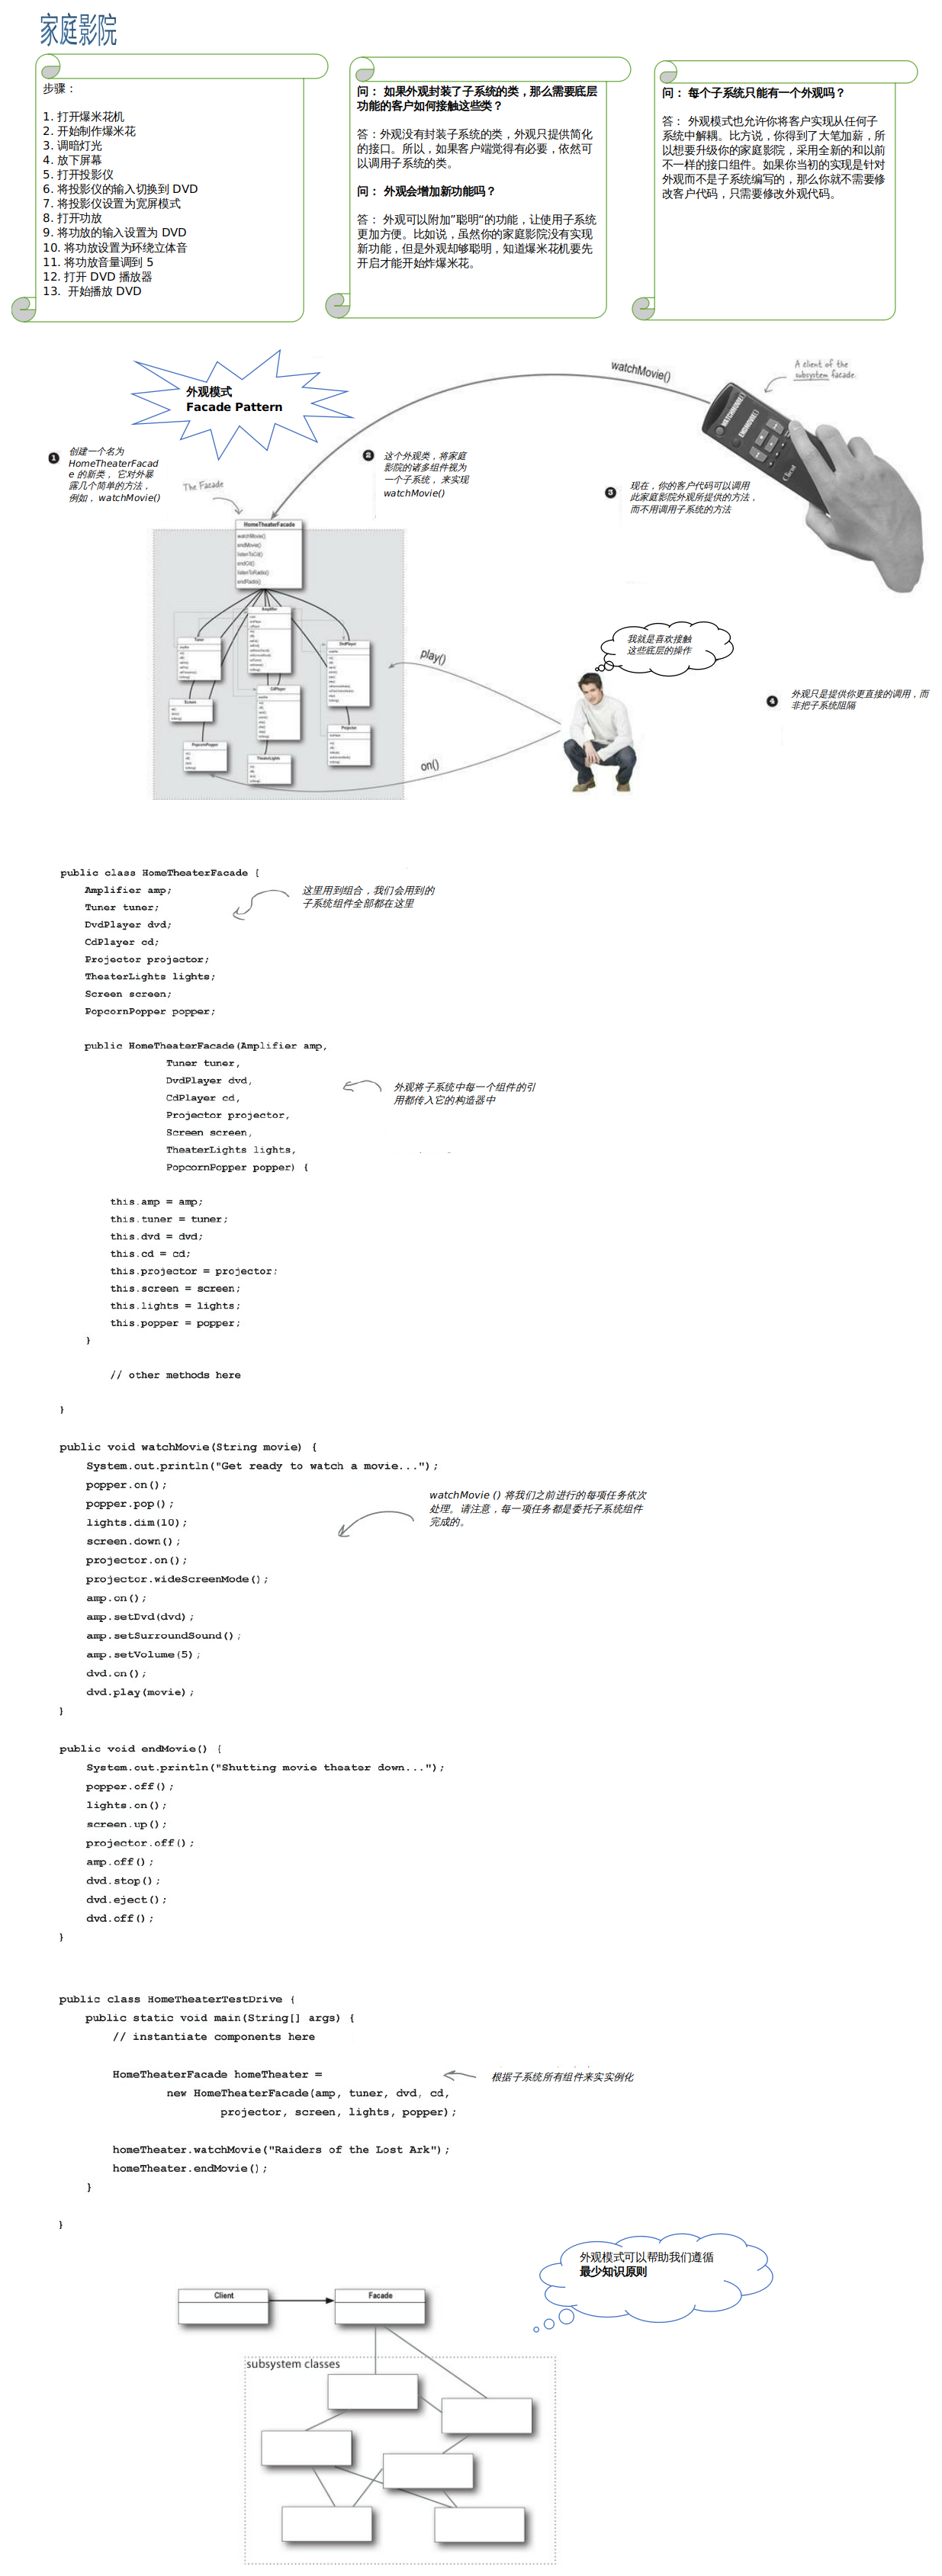 家庭影院
步骤：
1. 打开爆米花机
2. 开始制作爆米花
3. 调暗灯光
4. 放下屏幕
5. 打开投影仪
6. 将投影仪的输入切换到 DVD
7. 将投影仪设置为宽屏模式
8. 打开功放
9. 将功放的输入设置为 DVD
10. 将功放设置为环绕立体音
11. 将功放音量调到 5
12. 打开 DVD 播放器
13. 开始播放 DVD
问： 如果外观封装了子系统的类，那么需要底层
功能的客户如何接触这些类？
答：外观没有封装子系统的类，外观只提供简化
的接口。所以，如果客户端觉得有必要，依然可
以调用子系统的类。
问： 外观会增加新功能吗？
答： 外观可以附加”聪明“的功能，让使用子系统
更加方便。比如说，虽然你的家庭影院没有实现
新功能，但是外观却够聪明，知道爆米花机要先
开启才能开始炸爆米花。
问： 每个子系统只能有一个外观吗？
答： 外观模式也允许你将客户实现从任何子
系统中解耦。比方说，你得到了大笔加薪，所
以想要升级你的家庭影院，采用全新的和以前
不一样的接口组件。如果你当初的实现是针对
外观而不是子系统编写的，那么你就不需要修
改客户代码，只需要修改外观代码。
外观模式
Facade Pattern
watchMovie()
A client of the
subsystem facade
1 创建一个名为
HomeTheaterFacad
e 的新类， 它对外暴
露几个简单的方法，
例如， watchMovie()
The Facade
2 这个外观类，将家庭
影院的诸多组件视为
一个子系统， 来实现
watchMovie()
3 现在，你的客户代码可以调用
此家庭影院外观所提供的方法，
而不用调用子系统的方法
Client
HomeTheaterFacade
watchMovie()
endMovie()
listenToCd()
endCd()
listenToRadio()
endRadio()
Amplifier
Tuner
DvdPlayer
Screen
CdPlayer
Projector
PopcornPopper
TheaterLights
play()
on()
我就是喜欢接触
这些底层的操作
4 外观只是提供你更直接的调用，而
非把子系统阻隔
public class HomeTheaterFacade {
Amplifier amp;
Tuner tuner;
DvdPlayer dvd;
CdPlayer cd;
Projector projector;
TheaterLights lights;
Screen screen;
PopcornPopper popper;
这里用到组合，我们会用到的
子系统组件全部都在这里
public HomeTheaterFacade(Amplifier amp,
Tuner tuner,
DvdPlayer dvd,
CdPlayer cd,
Projector projector,
Screen screen,
TheaterLights lights,
PopcornPopper popper) {
外观将子系统中每一个组件的引
用都传入它的构造器中
this.amp = amp;
this.tuner = tuner;
this.dvd = dvd;
this.cd = cd;
this.projector = projector;
this.screen = screen;
this.lights = lights;
this.popper = popper;
}
// other methods here
}
public void watchMovie(String movie) {
System.out.println("Get ready to watch a movie...");
popper.on();
popper.pop();
lights.dim(10);
screen.down();
projector.on();
projector.wideScreenMode();
amp.on();
amp.setDvd(dvd);
amp.setSurroundSound();
amp.setVolume(5);
dvd.on();
dvd.play(movie);
}
watchMovie () 将我们之前进行的每项任务依次
处理。请注意，每一项任务都是委托子系统组件
完成的。
public void endMovie() {
System.out.println("Shutting movie theater down...");
popper.off();
lights.on();
screen.up();
projector.off();
amp.off();
dvd.stop();
dvd.eject();
dvd.off();
}
public class HomeTheaterTestDrive {
public static void main(String[] args) {
// instantiate components here
HomeTheaterFacade homeTheater =
new HomeTheaterFacade(amp, tuner, dvd, cd,
projector, screen, lights, popper);
根据子系统所有组件来实实例化
homeTheater.watchMovie("Raiders of the Lost Ark");
homeTheater.endMovie();
}
}
外观模式可以帮助我们遵循
最少知识原则
Client
Facade
subsystem classes